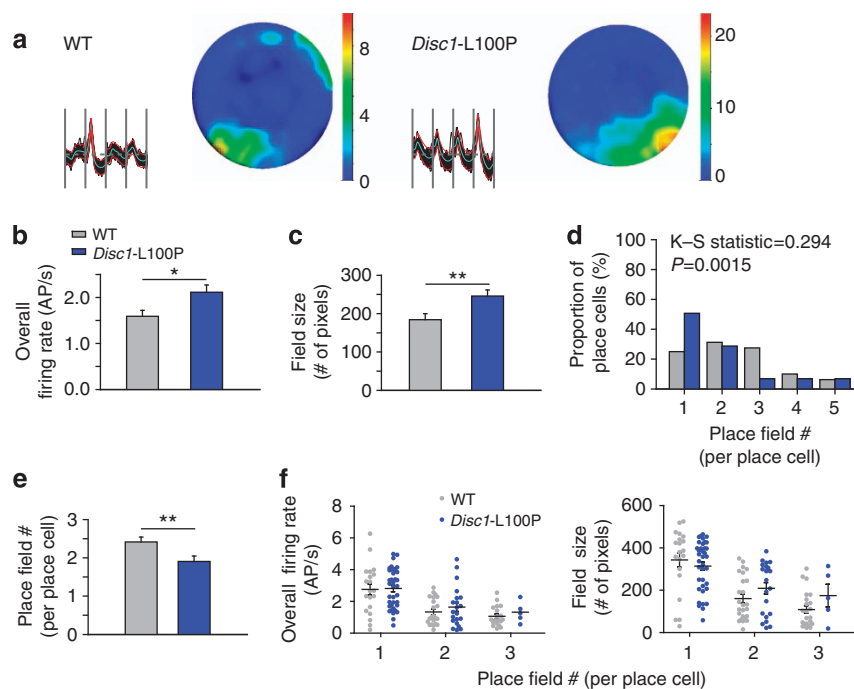 a
WT
Disc1-L100P
8
4
0
20
10
0
b
WT
Disc1-L100P
*
Overall
firing rate (AP/s)
2.0
1.0
0.0
c
**
Field size
(# of pixels)
300
200
100
0
d
K–S statistic=0.294
P=0.0015
Proportion of
place cells (%)
100
80
60
40
20
0
1 2 3 4 5
Place field #
(per place cell)
e
**
Place field #
(per place cell)
3
2
1
0
f
WT
Disc1-L100P
Overall firing rate
(AP/s)
8
6
4
2
0
1 2 3
Field size
(# of pixels)
600
400
200
0
1 2 3
Place field # (per place cell)